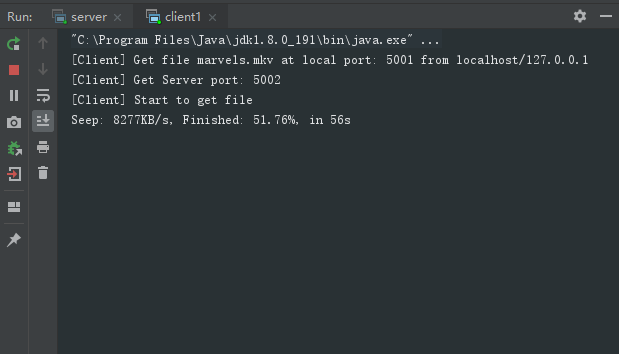 Run: server client1
"C:\Program Files\Java\jdk1.8.0_191\bin\java.exe" ...
[Client] Get file marvels.mkv at local port: 5001 from localhost/127.0.0.1
[Client] Get Server port: 5002
[Client] Start to get file
Seep: 8277KB/s, Finished: 51.76%, in 56s